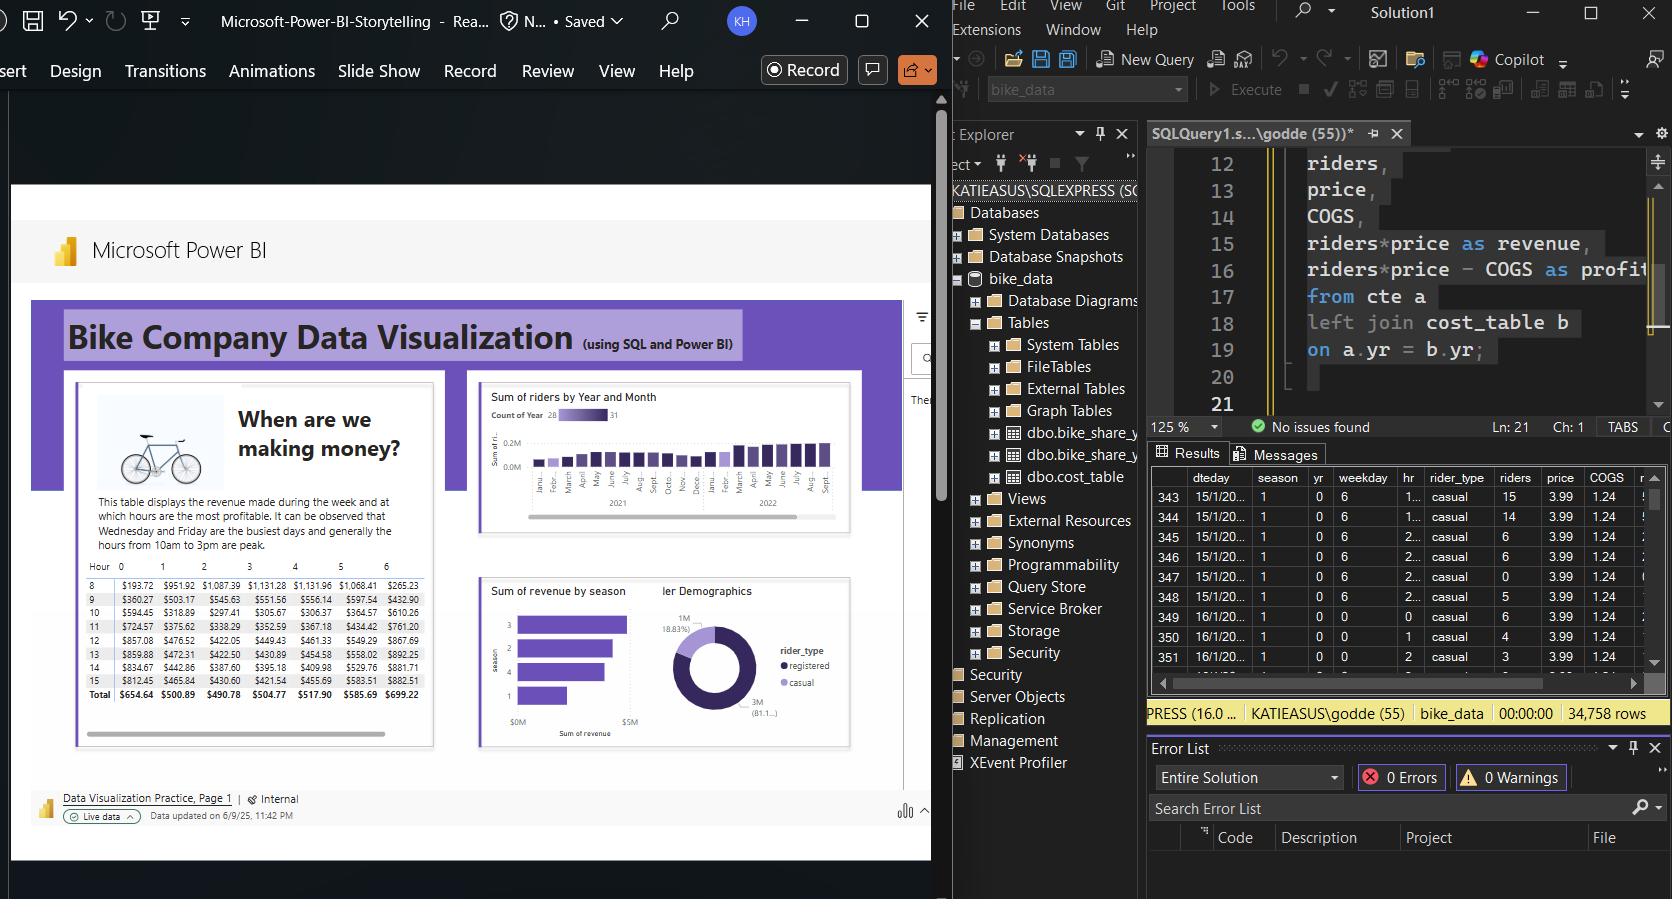 Microsoft-Power-BI-Storytelling - Rea... N... • Saved
KH
sert Design Transitions Animations Slide Show Record Review View Help
Record
Microsoft Power BI
Bike Company Data Visualization (using SQL and Power BI)
When are we
making money?
This table displays the revenue made during the week and at
which hours are the most profitable. It can be observed that
Wednesday and Friday are the busiest days and generally the
hours from 10am to 3pm are peak.
Hour 0 1 2 3 4 5 6
8 $193.72 $951.92 $1,087.39 $1,131.28 $1,131.96 $1,068.41 $265.23
9 $360.27 $503.17 $545.63 $551.56 $556.14 $597.54 $432.90
10 $594.45 $318.89 $297.41 $305.67 $306.37 $364.57 $610.26
11 $724.57 $375.62 $338.29 $352.59 $367.18 $434.42 $761.20
12 $857.08 $476.52 $422.05 $449.43 $461.33 $549.29 $867.69
13 $859.88 $472.31 $422.50 $430.89 $454.58 $558.02 $892.25
14 $834.67 $442.86 $387.60 $395.18 $409.98 $529.76 $881.71
15 $812.45 $465.84 $430.60 $421.54 $455.69 $583.51 $882.51
Total $654.64 $500.89 $490.78 $504.77 $517.90 $585.69 $699.22
Sum of riders by Year and Month
Count of Year 28 31
Sum of ri...
0.2M
0.0M
Janu... Febr... March April May June July Aug... Sept... Octo... Nov... Dece... Janu... Febr... March April May June July Aug... Sept...
2021 2022
Sum of revenue by season
season
3
2
4
1
$0M $5M
Sum of revenue
ler Demographics
1M
18.83%)
3M
(81.1...)
rider_type
registered
casual
Ther
Data Visualization Practice, Page 1 | Internal
Live data Data updated on 6/9/25, 11:42 PM
File Edit View Git Project Tools
Solution1
Extensions Window Help
New Query DAX Copilot
bike_data Execute
t Explorer
ect
KATIEASUS\SQLEXPRESS (SQ
Databases
System Databases
Database Snapshots
bike_data
Database Diagrams
Tables
System Tables
FileTables
External Tables
Graph Tables
dbo.bike_share_y
dbo.bike_share_y
dbo.cost_table
Views
External Resources
Synonyms
Programmability
Query Store
Service Broker
Storage
Security
Security
Server Objects
Replication
Management
XEvent Profiler
SQLQuery1.s...\godde (55))*
12 riders,
13 price,
14 COGS,
15 riders*price as revenue,
16 riders*price - COGS as profit
17 from cte a
18 left join cost_table b
19 on a.yr = b.yr;
20
21
125 % No issues found Ln: 21 Ch: 1 TABS C
Results Messages
dteday season yr weekday hr rider_type riders price COGS r
343 15/1/20... 1 0 6 1... casual 15 3.99 1.24
344 15/1/20... 1 0 6 1... casual 14 3.99 1.24
345 15/1/20... 1 0 6 2... casual 6 3.99 1.24
346 15/1/20... 1 0 6 2... casual 6 3.99 1.24
347 15/1/20... 1 0 6 2... casual 0 3.99 1.24
348 15/1/20... 1 0 6 2... casual 5 3.99 1.24
349 16/1/20... 1 0 0 0 casual 6 3.99 1.24
350 16/1/20... 1 0 0 1 casual 4 3.99 1.24
351 16/1/20... 1 0 0 2 casual 3 3.99 1.24
PRESS (16.0 ... KATIEASUS\godde (55) bike_data 00:00:00 34,758 rows
Error List
Entire Solution 0 Errors 0 Warnings
Search Error List
Code Description Project File